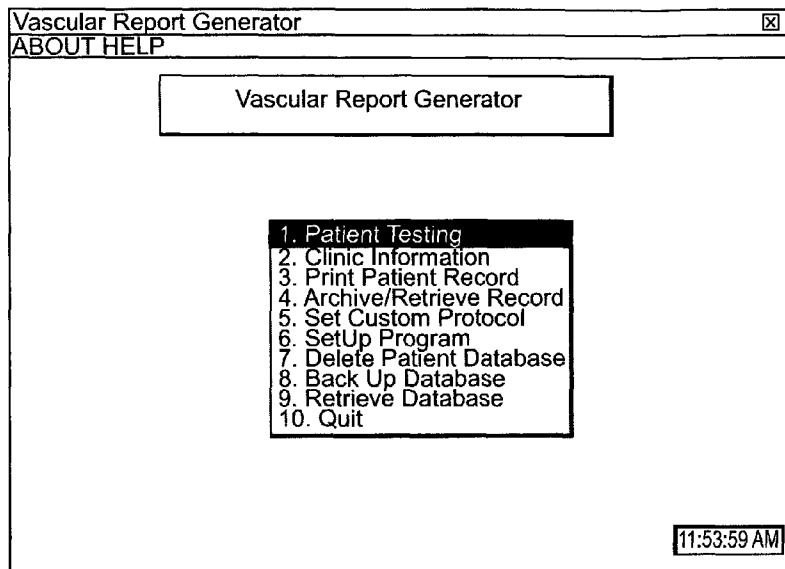 Vascular Report Generator
ABOUT HELP
Vascular Report Generator
1. Patient Testing
2. Clinic Information
3. Print Patient Record
4. Archive/Retrieve Record
5. Set Custom Protocol
6. SetUp Program
7. Delete Patient Database
8. Back Up Database
9. Retrieve Database
10. Quit
11:53:59 AM